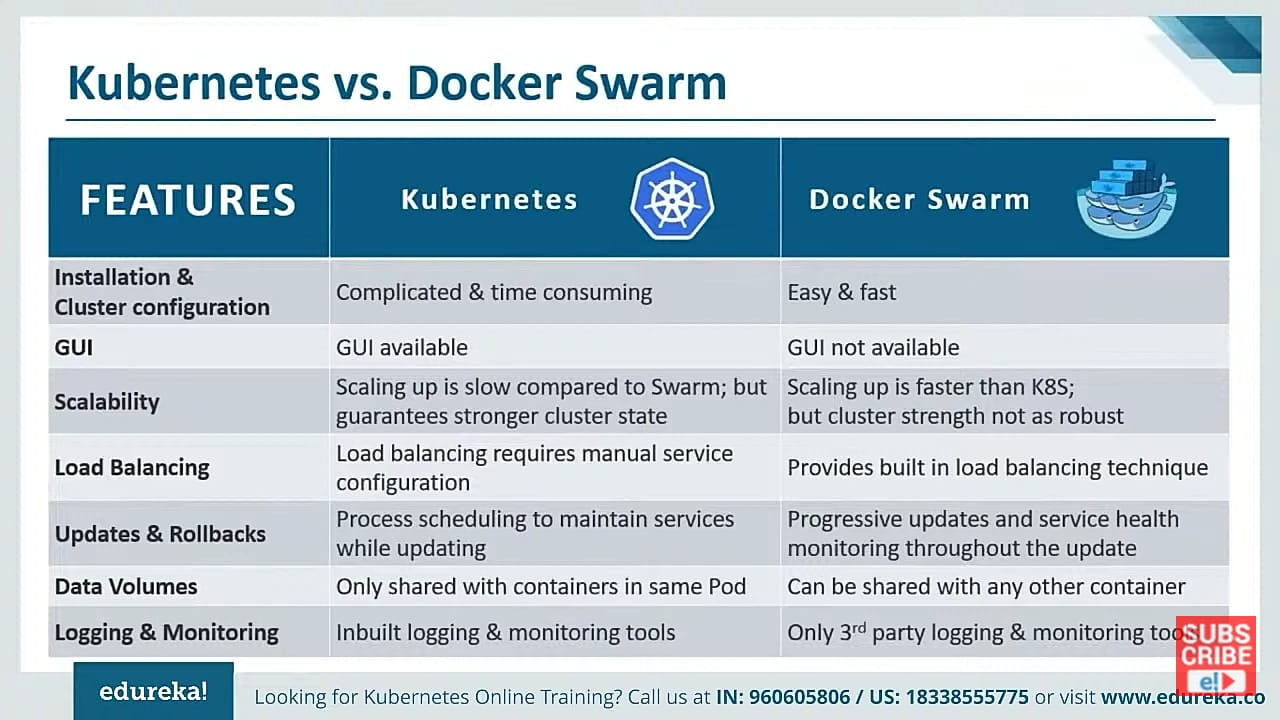 Kubernetes vs. Docker Swarm
FEATURES
Kubernetes
Docker Swarm
Installation &
Cluster configuration
Complicated & time consuming
Easy & fast
GUI
GUI available
GUI not available
Scalability
Scaling up is slow compared to Swarm; but
guarantees stronger cluster state
Scaling up is faster than K8S;
but cluster strength not as robust
Load Balancing
Load balancing requires manual service
configuration
Provides built in load balancing technique
Updates & Rollbacks
Process scheduling to maintain services
while updating
Progressive updates and service health
monitoring throughout the update
Data Volumes
Only shared with containers in same Pod
Can be shared with any other container
Logging & Monitoring
Inbuilt logging & monitoring tools
Only 3rd party logging & monitoring too
SUBS
CRIBE
e!
edureka!
Looking for Kubernetes Online Training? Call us at IN: 960605806 / US: 18338555775 or visit www.edureka.co